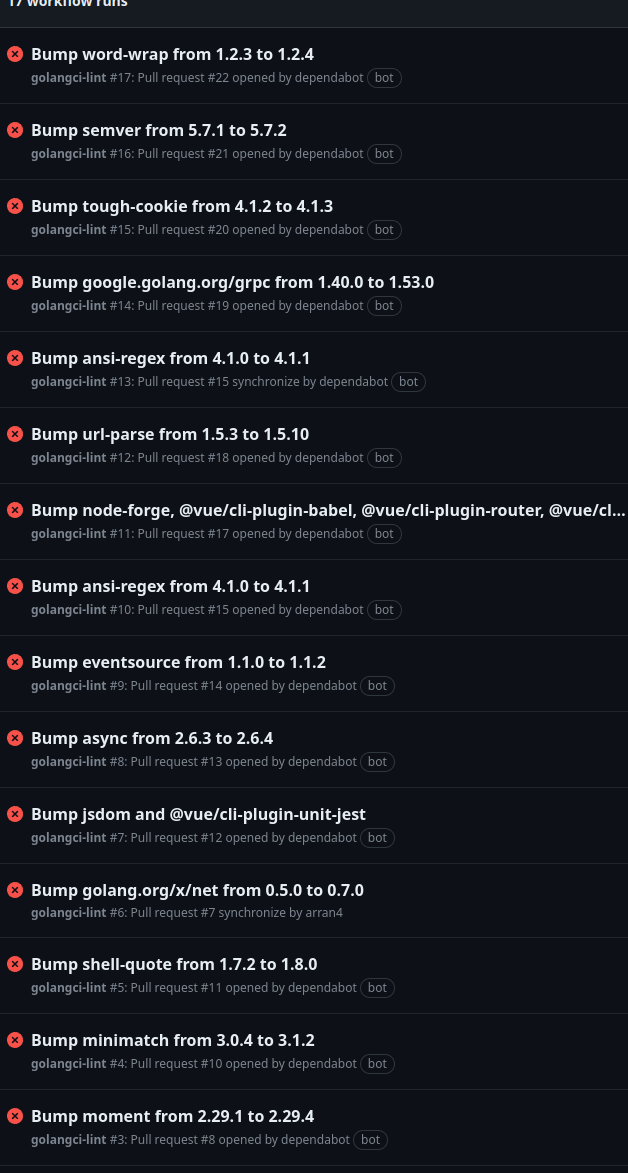 17 workflow runs
Bump word-wrap from 1.2.3 to 1.2.4
golangci-lint #17: Pull request #22 opened by dependabot bot
Bump semver from 5.7.1 to 5.7.2
golangci-lint #16: Pull request #21 opened by dependabot bot
Bump tough-cookie from 4.1.2 to 4.1.3
golangci-lint #15: Pull request #20 opened by dependabot bot
Bump google.golang.org/grpc from 1.40.0 to 1.53.0
golangci-lint #14: Pull request #19 opened by dependabot bot
Bump ansi-regex from 4.1.0 to 4.1.1
golangci-lint #13: Pull request #15 synchronize by dependabot bot
Bump url-parse from 1.5.3 to 1.5.10
golangci-lint #12: Pull request #18 opened by dependabot bot
Bump node-forge, @vue/cli-plugin-babel, @vue/cli-plugin-router, @vue/cl...
golangci-lint #11: Pull request #17 opened by dependabot bot
Bump ansi-regex from 4.1.0 to 4.1.1
golangci-lint #10: Pull request #15 opened by dependabot bot
Bump eventsource from 1.1.0 to 1.1.2
golangci-lint #9: Pull request #14 opened by dependabot bot
Bump async from 2.6.3 to 2.6.4
golangci-lint #8: Pull request #13 opened by dependabot bot
Bump jsdom and @vue/cli-plugin-unit-jest
golangci-lint #7: Pull request #12 opened by dependabot bot
Bump golang.org/x/net from 0.5.0 to 0.7.0
golangci-lint #6: Pull request #7 synchronize by arran4
Bump shell-quote from 1.7.2 to 1.8.0
golangci-lint #5: Pull request #11 opened by dependabot bot
Bump minimatch from 3.0.4 to 3.1.2
golangci-lint #4: Pull request #10 opened by dependabot bot
Bump moment from 2.29.1 to 2.29.4
golangci-lint #3: Pull request #8 opened by dependabot bot